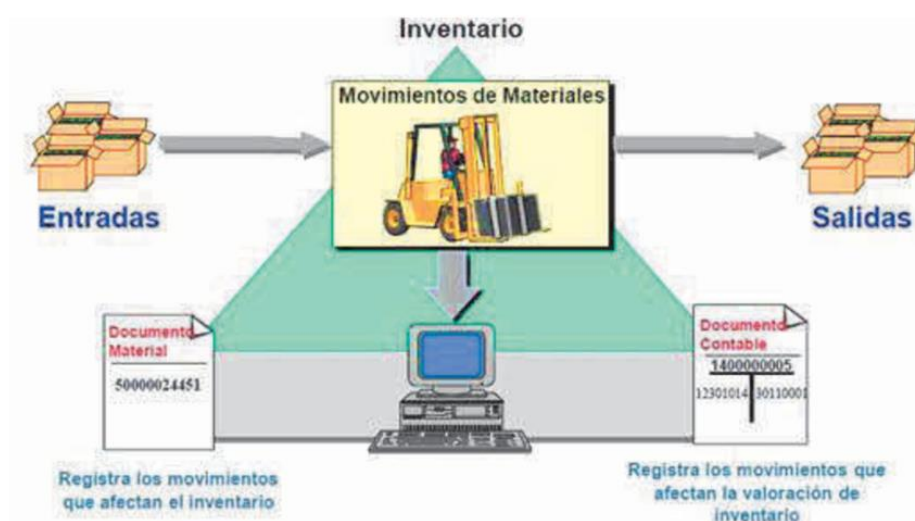 Inventario
Movimientos de Materiales
Entradas
Salidas
Documento
Material
50000024451
Documento
Contable
1400000005
12301014 30110001
Registra los movimientos
que afectan el inventario
Registra los movimientos que
afectan la valoración de
inventario